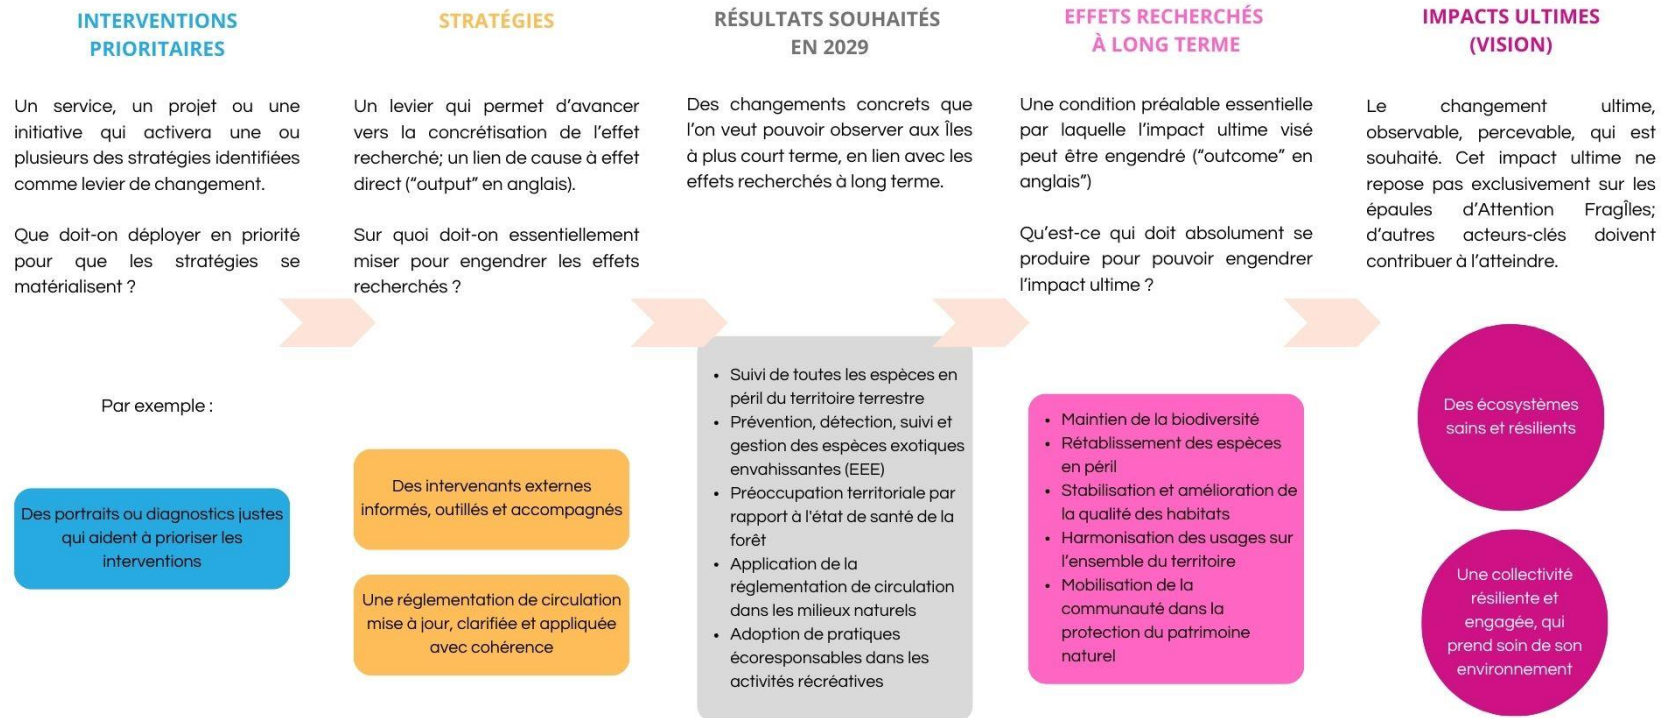 INTERVENTIONS
PRIORITAIRES
Un service, un projet ou une
initiative qui activera une ou
plusieurs des stratégies identifiées
comme levier de changement.
Que doit-on déployer en priorité
pour que les stratégies se
matérialisent ?
Par exemple :
Des portraits ou diagnostics justes
qui aident à prioriser les
interventions
STRATÉGIES
Un levier qui permet d’avancer
vers la concrétisation de l’effet
recherché; un lien de cause à effet
direct (“output” en anglais).
Sur quoi doit-on essentiellement
miser pour engendrer les effets
recherchés ?
Des intervenants externes
informés, outillés et accompagnés
Une réglementation de circulation
mise à jour, clarifiée et appliquée
avec cohérence
RÉSULTATS SOUHAITÉS
EN 2029
Des changements concrets que
l’on veut pouvoir observer aux Îles
à plus court terme, en lien avec les
effets recherchés à long terme.
• Suivi de toutes les espèces en
péril du territoire terrestre
• Prévention, détection, suivi et
gestion des espèces exotiques
envahissantes (EEE)
• Préoccupation territoriale par
rapport à l'état de santé de la
forêt
• Application de la
réglementation de circulation
dans les milieux naturels
• Adoption de pratiques
écoresponsables dans les
activités récréatives
EFFETS RECHERCHÉS
À LONG TERME
Une condition préalable essentielle
par laquelle l’impact ultime visé
peut être engendré (“outcome” en
anglais”)
Qu’est-ce qui doit absolument se
produire pour pouvoir engendrer
l’impact ultime ?
• Maintien de la biodiversité
• Rétablissement des espèces
en péril
• Stabilisation et amélioration de
la qualité des habitats
• Harmonisation des usages sur
l’ensemble du territoire
• Mobilisation de la
communauté dans la
protection du patrimoine
naturel
IMPACTS ULTIMES
(VISION)
Le changement ultime,
observable, percevable, qui est
souhaité. Cet impact ultime ne
repose pas exclusivement sur les
épaules d’Attention FragÎles;
d’autres acteurs-clés doivent
contribuer à l’atteindre.
Des écosystèmes
sains et résilients
Une collectivité
résiliente et
engagée, qui
prend soin de son
environnement